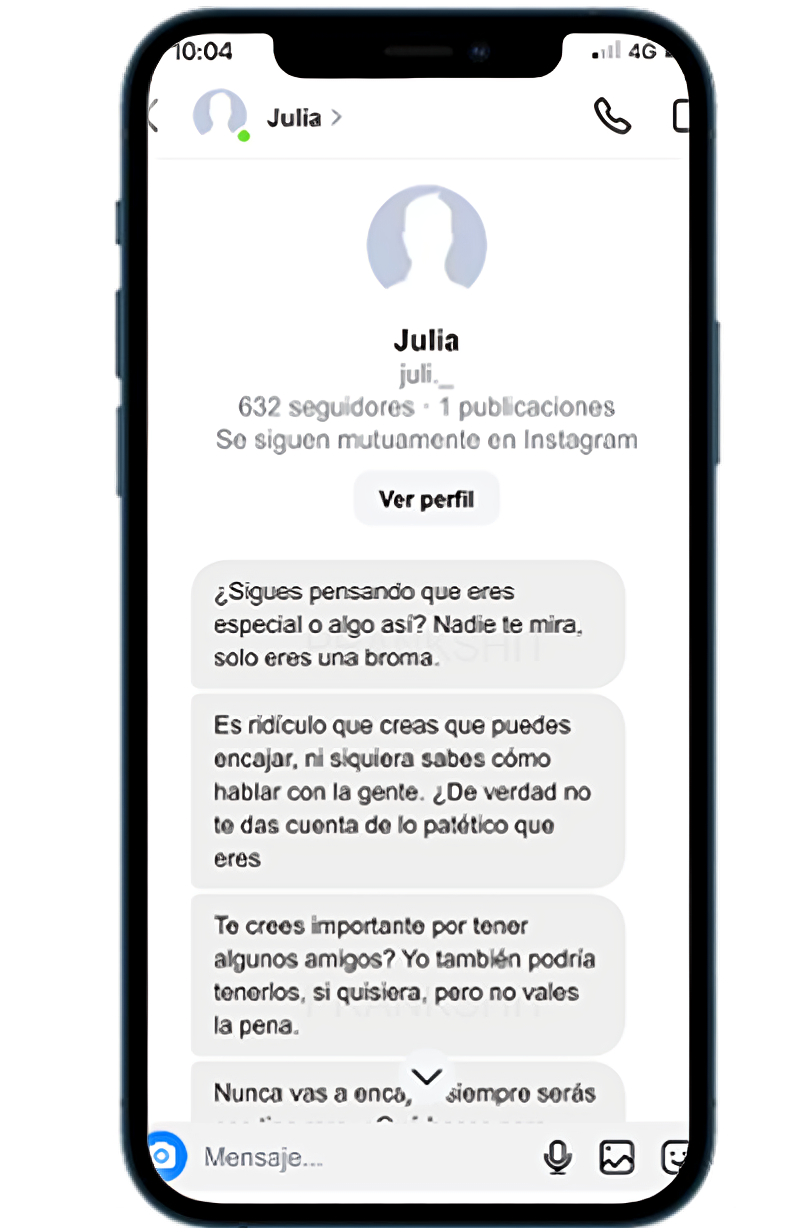 10:04
4G
Julia
Julia
juli._
632 seguidores · 1 publicaciones
Se siguen mutuamente en Instagram
Ver perfil
¿Sigues pensando que eres
especial o algo así? Nadie te mira,
solo eres una broma.
Es ridículo que creas que puedes
encajar, ni siquiera sabes cómo
hablar con la gente. ¿De verdad no
te das cuenta de lo patético que
eres
Te crees importante por tener
algunos amigos? Yo también podría
tenerlos, si quisiera, pero no vales
la pena.
Nunca vas a enca, siempre serás
Mensaje...